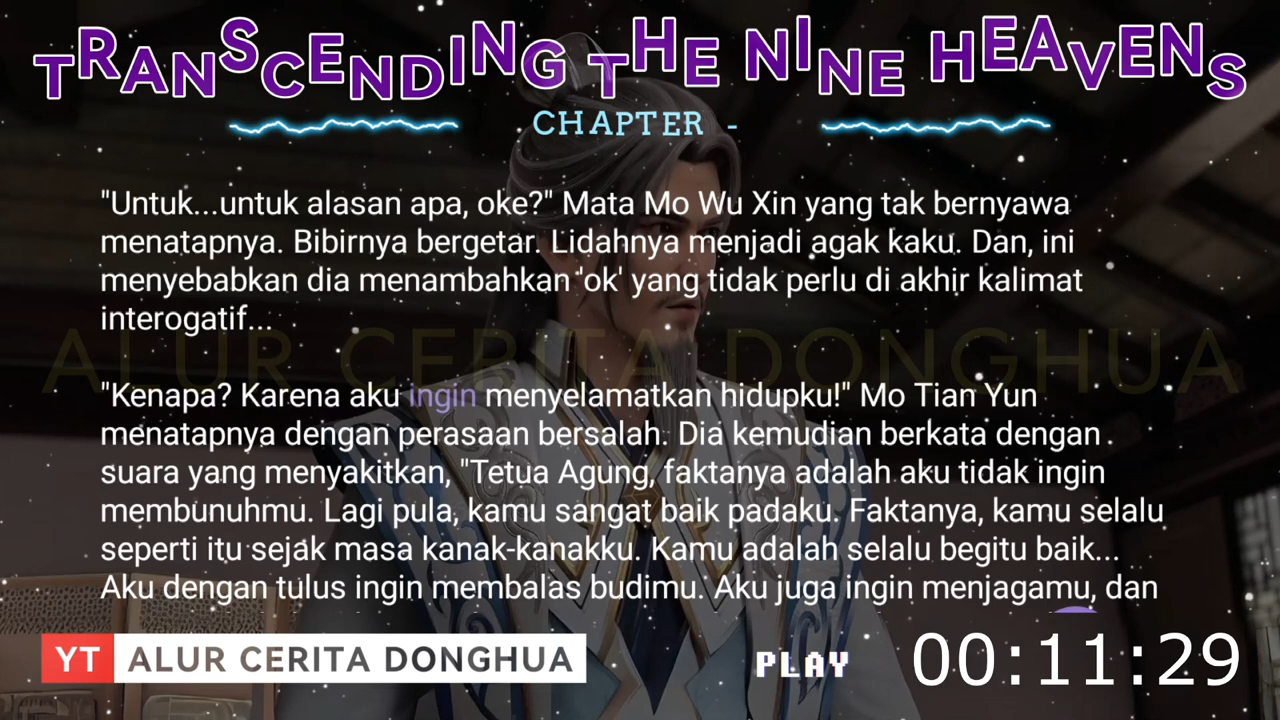 TRANSCENDING THE NINE HEAVENS
CHAPTER -
"Untuk...untuk alasan apa, oke?" Mata Mo Wu Xin yang tak bernyawa
menatapnya. Bibirnya bergetar. Lidahnya menjadi agak kaku. Dan, ini
menyebabkan dia menambahkan 'ok' yang tidak perlu di akhir kalimat
interogatif...
ALUR CERITA DONGHUA
"Kenapa? Karena aku ingin menyelamatkan hidupku!" Mo Tian Yun
menatapnya dengan perasaan bersalah. Dia kemudian berkata dengan
suara yang menyakitkan, "Tetua Agung, faktanya adalah aku tidak ingin
membunuhmu. Lagi pula, kamu sangat baik padaku. Faktanya, kamu selalu
seperti itu sejak masa kanak-kanakku. Kamu adalah selalu begitu baik...
Aku dengan tulus ingin membalas budimu. Aku juga ingin menjagamu, dan
YT ALUR CERITA DONGHUA
PLAY
00:11:29